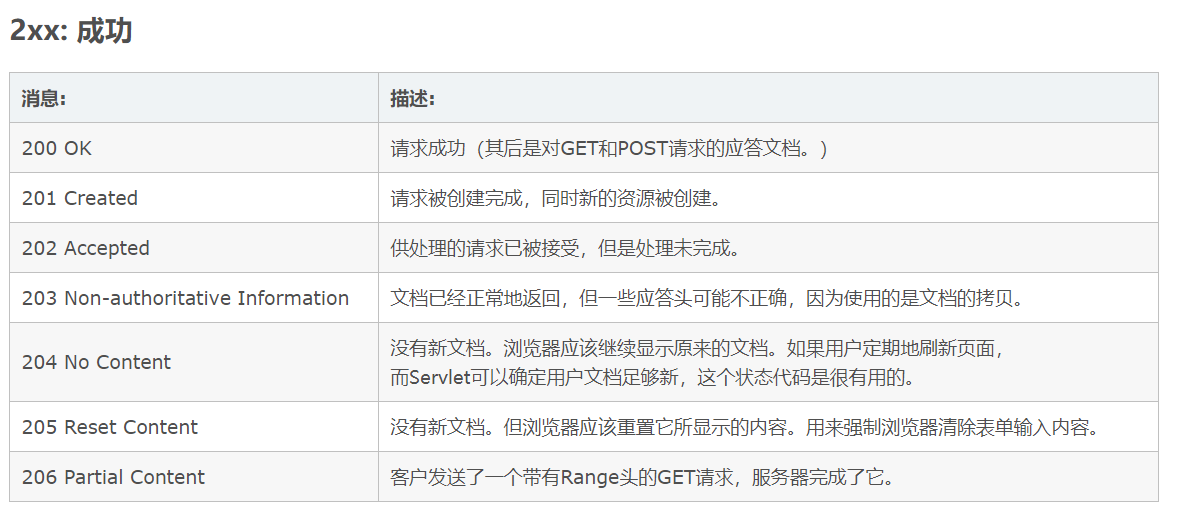 2xx: 成功
消息: 描述:
200 OK 请求成功（其后是对GET和POST请求的应答文档。）
201 Created 请求被创建完成，同时新的资源被创建。
202 Accepted 供处理的请求已被接受，但是处理未完成。
203 Non-authoritative Information 文档已经正常地返回，但一些应答头可能不正确，因为使用的是文档的拷贝。
204 No Content 没有新文档。浏览器应该继续显示原来的文档。如果用户定期地刷新页面，
而Servlet可以确定用户文档足够新，这个状态代码是很有用的。
205 Reset Content 没有新文档。但浏览器应该重置它所显示的内容。用来强制浏览器清除表单输入内容。
206 Partial Content 客户发送了一个带有Range头的GET请求，服务器完成了它。